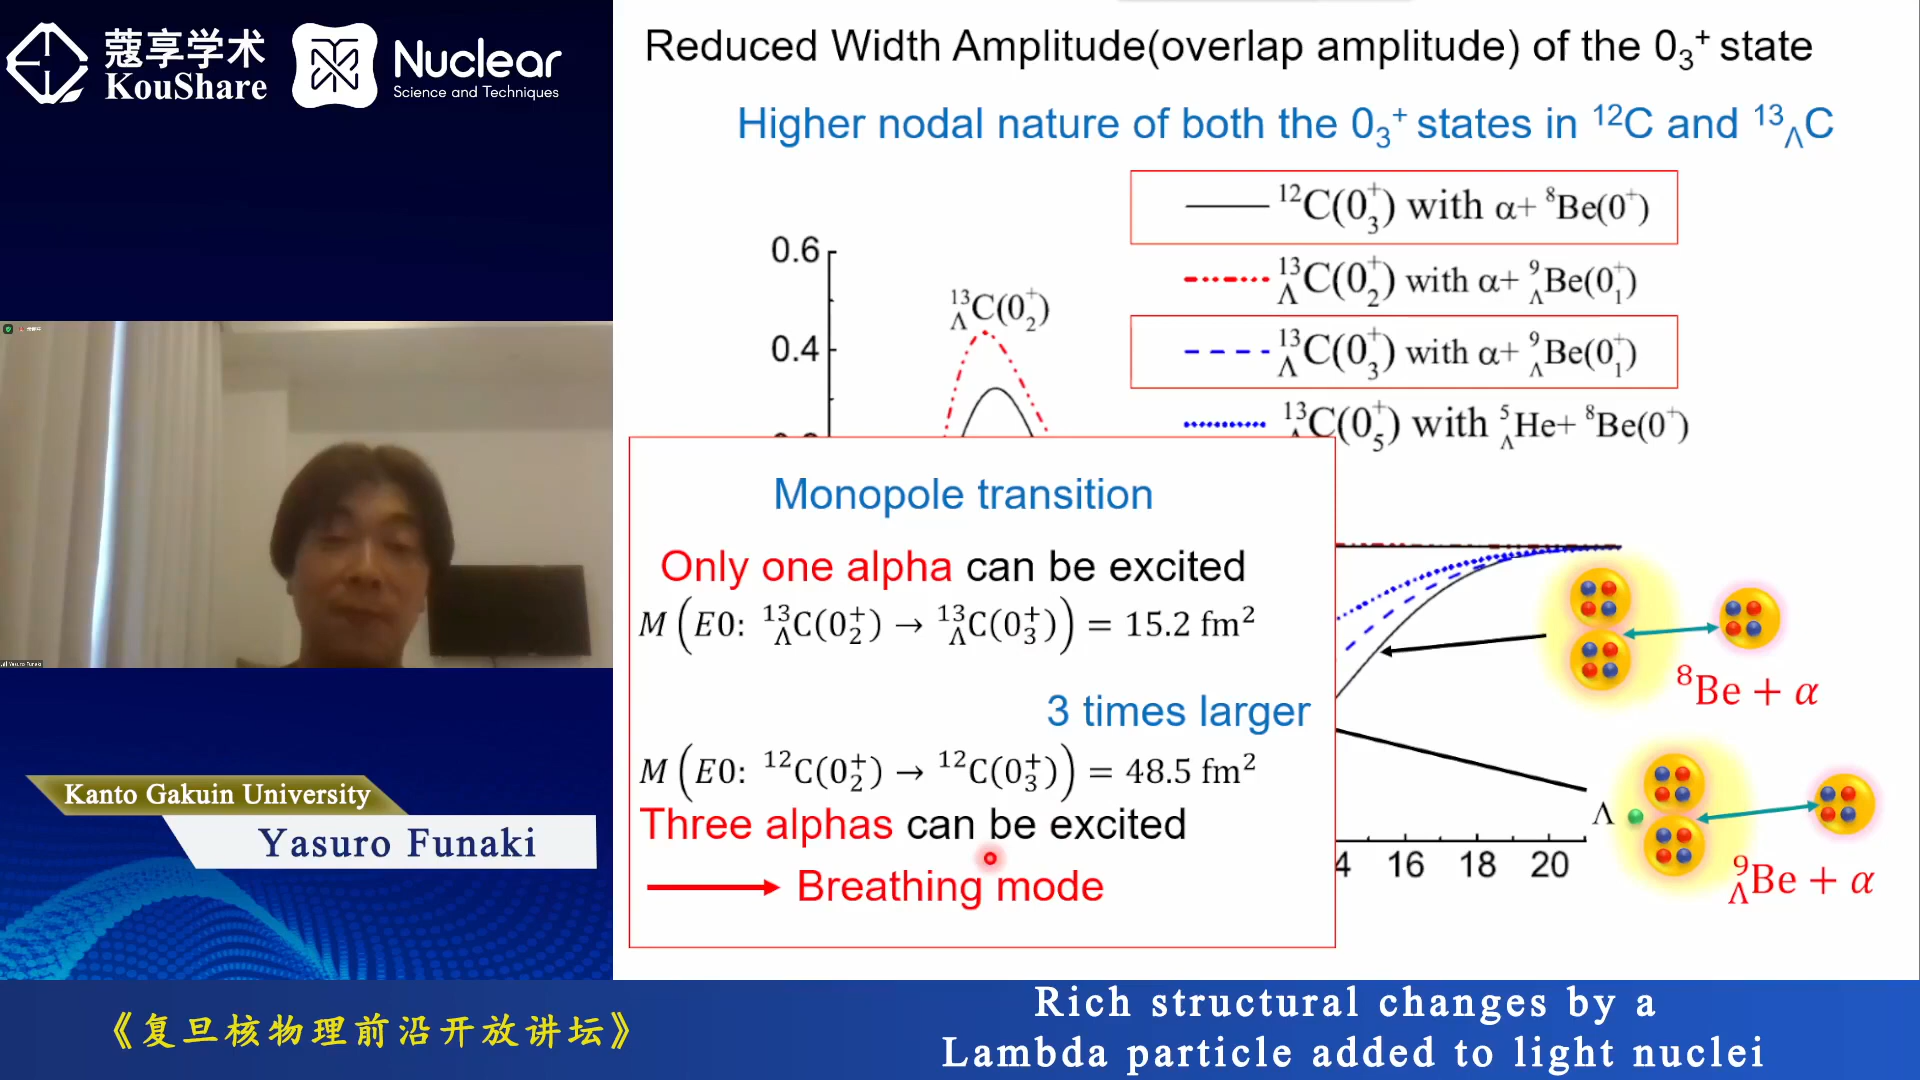 蔻享学术
KouShare
Nuclear
Science and Techniques
Yasuro Funaki
Kanto Gakuin University
Yasuro Funaki
Reduced Width Amplitude(overlap amplitude) of the 0₃⁺ state
Higher nodal nature of both the 0₃⁺ states in ¹²C and ¹³ΛC
¹²C(0₃⁺) with α+ ⁸Be(0⁺)
¹³ΛC(0₂⁺) with α+ ⁹ΛBe(0₁⁺)
¹³ΛC(0₃⁺) with α+ ⁹ΛBe(0₁⁺)
¹³ΛC(0₅⁺) with ⁵ΛHe+ ⁸Be(0⁺)
0.6
0.4
¹³ΛC(0₂⁺)
Monopole transition
Only one alpha can be excited
M(E0: ¹³ΛC(0₂⁺) → ¹³ΛC(0₃⁺)) = 15.2 fm²
3 times larger
M(E0: ¹²C(0₂⁺) → ¹²C(0₃⁺)) = 48.5 fm²
Three alphas can be excited
Breathing mode
4 16 18 20
⁸Be + α
Λ
⁹ΛBe + α
《复旦核物理前沿开放讲坛》
Rich structural changes by a
Lambda particle added to light nuclei